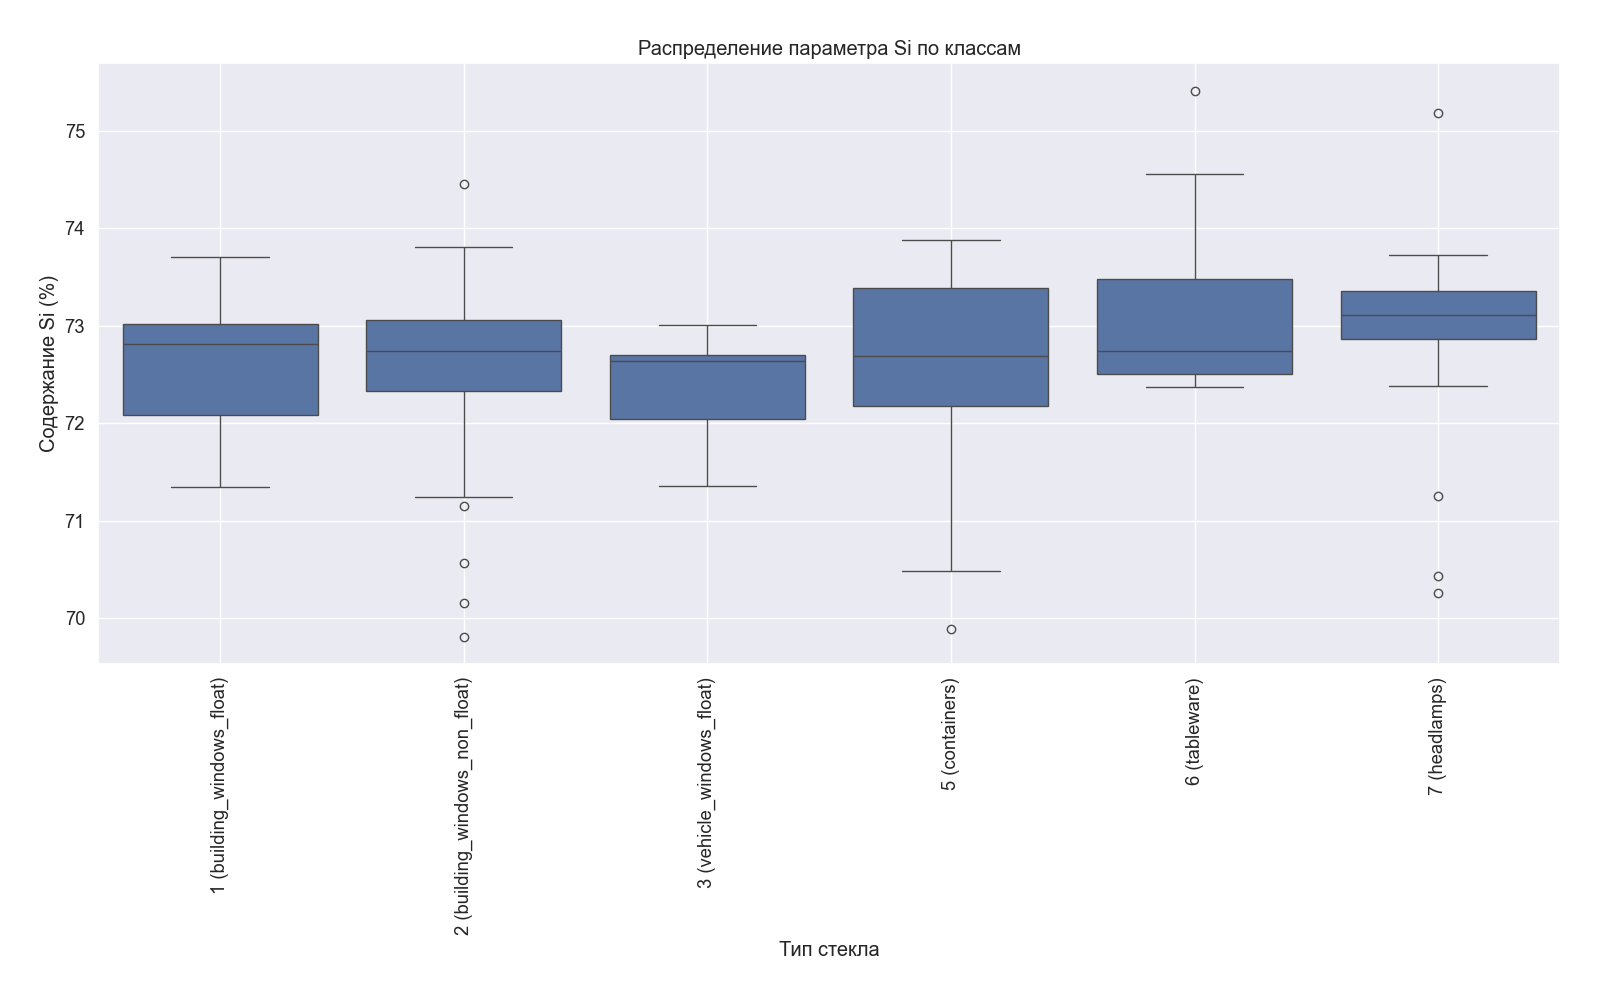 Распределение параметра Si по классам
Содержание Si (%)
75
74
73
72
71
70
1 (building_windows_float)
2 (building_windows_non_float)
3 (vehicle_windows_float)
5 (containers)
6 (tableware)
7 (headlamps)
Тип стекла